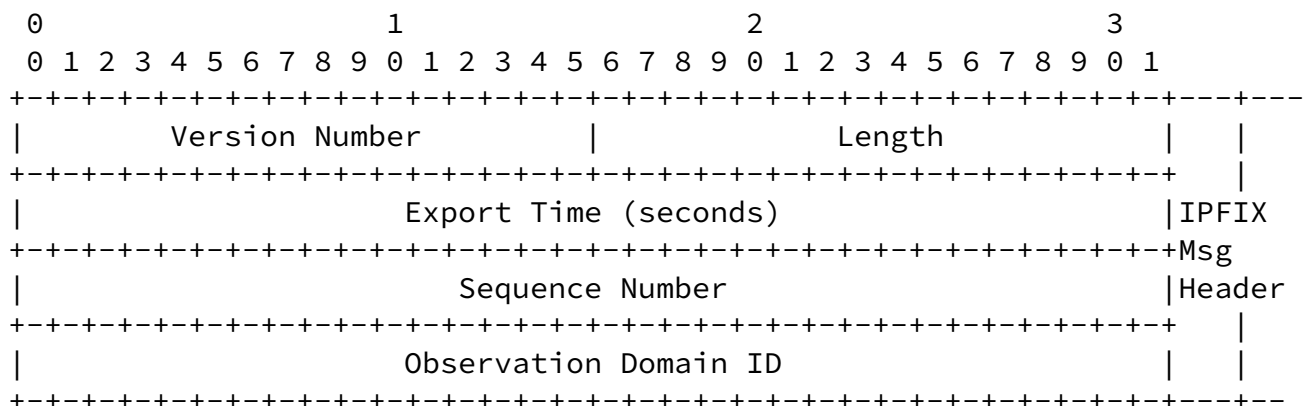 0                   1                   2                   3
 0 1 2 3 4 5 6 7 8 9 0 1 2 3 4 5 6 7 8 9 0 1 2 3 4 5 6 7 8 9 0 1
+-+-+-+-+-+-+-+-+-+-+-+-+-+-+-+-+-+-+-+-+-+-+-+-+-+-+-+-+-+-+-+-+---+---
|        Version Number         |             Length            |   |
+-+-+-+-+-+-+-+-+-+-+-+-+-+-+-+-+-+-+-+-+-+-+-+-+-+-+-+-+-+-+-+-+   |
|                     Export Time (seconds)                     |IPFIX
+-+-+-+-+-+-+-+-+-+-+-+-+-+-+-+-+-+-+-+-+-+-+-+-+-+-+-+-+-+-+-+-+Msg
|                        Sequence Number                        |Header
+-+-+-+-+-+-+-+-+-+-+-+-+-+-+-+-+-+-+-+-+-+-+-+-+-+-+-+-+-+-+-+-+   |
|                     Observation Domain ID                     |   |
+-+-+-+-+-+-+-+-+-+-+-+-+-+-+-+-+-+-+-+-+-+-+-+-+-+-+-+-+-+-+-+-+---+--